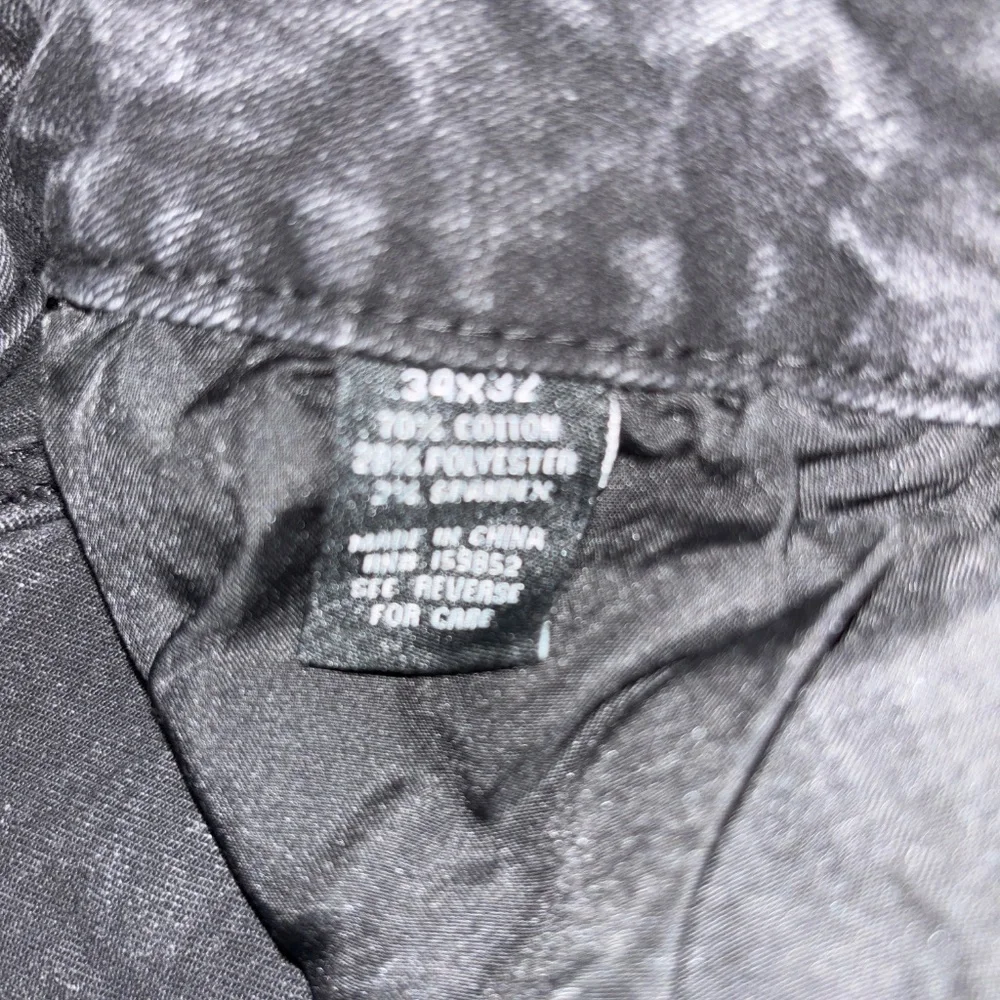 34X32
70% COTTON
28% POLYESTER
2% SPANDEX
MADE IN CHINA
RN# 159852
SEE REVERSE
FOR CARE